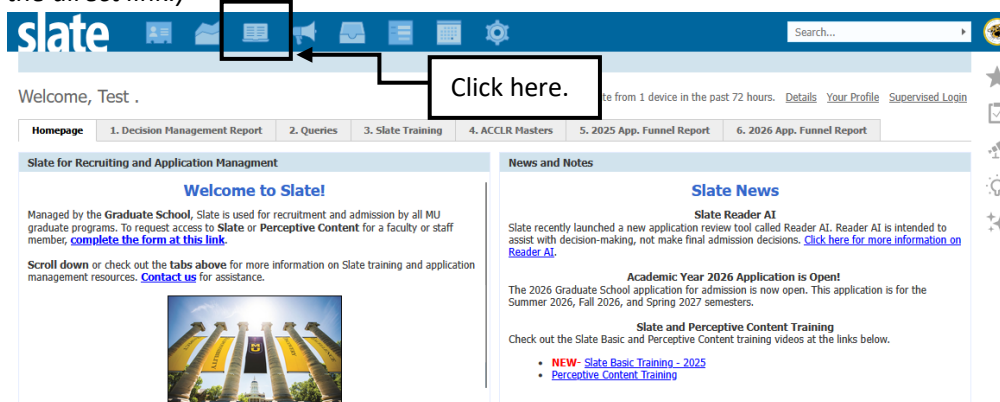 the direct link.)
slate
Search...
Click here.
Welcome, Test .
te from 1 device in the past 72 hours. Details Your Profile Supervised Login
Homepage 1. Decision Management Report 2. Queries 3. Slate Training 4. ACCLR Masters 5. 2025 App. Funnel Report 6. 2026 App. Funnel Report
Slate for Recruiting and Application Managment
News and Notes
Welcome to Slate!
Managed by the Graduate School, Slate is used for recruitment and admission by all MU
graduate programs. To request access to Slate or Perceptive Content for a faculty or staff
member, complete the form at this link.
Scroll down or check out the tabs above for more information on Slate training and application
management resources. Contact us for assistance.
Slate News
Slate Reader AI
Slate recently launched a new application review tool called Reader AI. Reader AI is intended to
assist with decision-making, not make final admission decisions. Click here for more information on
Reader AI.
Academic Year 2026 Application is Open!
The 2026 Graduate School application for admission is now open. This application is for the
Summer 2026, Fall 2026, and Spring 2027 semesters.
Slate and Perceptive Content Training
Check out the Slate Basic and Perceptive Content training videos at the links below.
NEW- Slate Basic Training - 2025
Perceptive Content Training